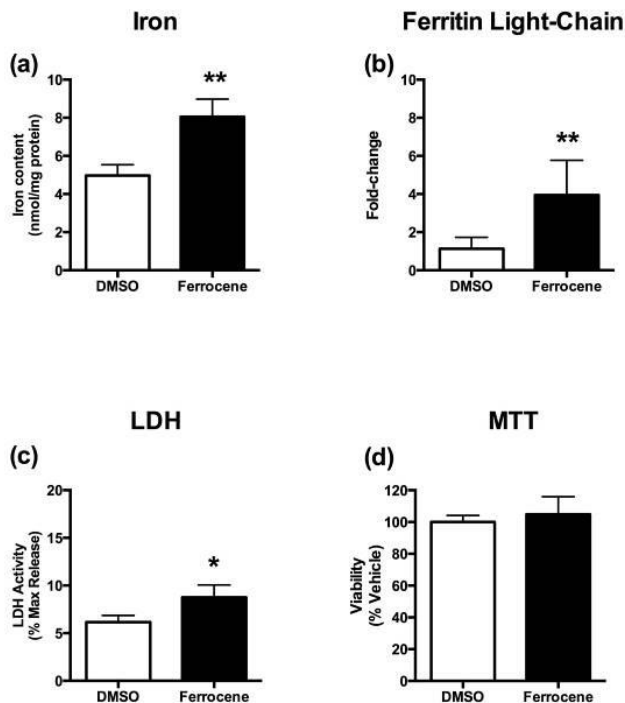 Iron
(a)
**
Iron content
(nmol/mg protein)
10
8
6
4
2
0
DMSO Ferrocene
Ferritin Light-Chain
(b)
**
Fold-change
10
8
6
4
2
0
DMSO Ferrocene
LDH
(c)
*
LDH Activity
(% Max Release)
20
15
10
5
0
DMSO Ferrocene
MTT
(d)
Viability
(% Vehicle)
120
100
80
60
40
20
0
DMSO Ferrocene